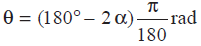 θ = (180° – 2 α) π/180 rad